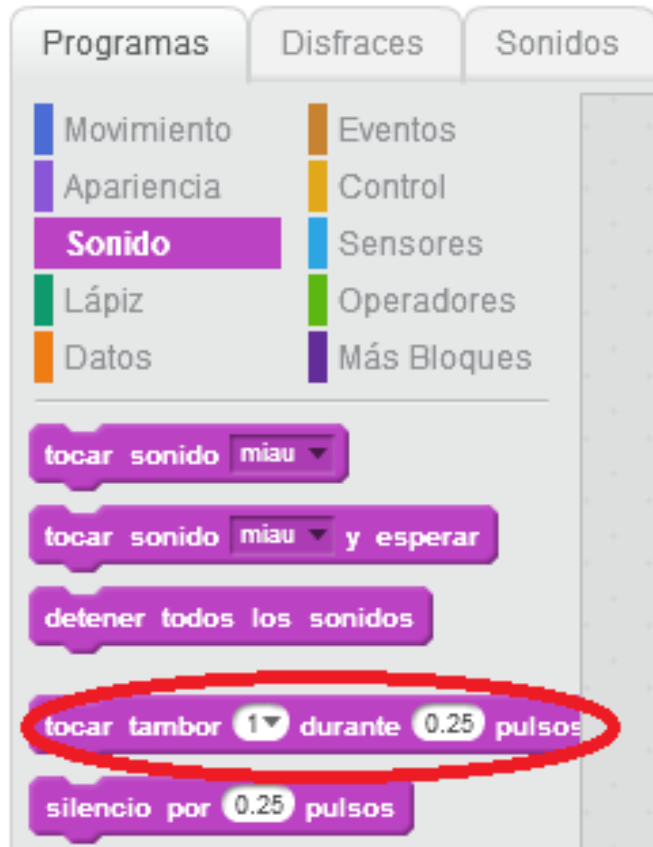 Programas Disfraces Sonidos
Movimiento Eventos
Apariencia Control
Sonido Sensores
Lápiz Operadores
Datos Más Bloques
tocar sonido miau
tocar sonido miau y esperar
detener todos los sonidos
tocar tambor 1 durante 0.25 pulsos
silencio por 0.25 pulsos